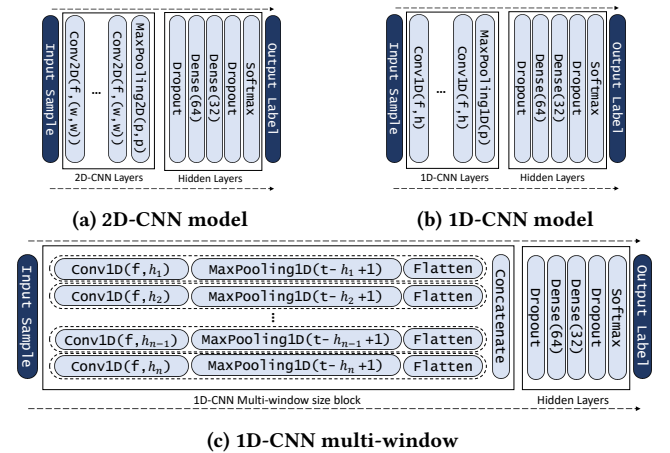 Input Sample
Conv2D(f,(w,w))
...
Conv2D(f,(w,w))
MaxPooling2D(p,p)
Dropout
Dense(64)
Dense(32)
Dropout
Softmax
Output Label
2D-CNN Layers
Hidden Layers
(a) 2D-CNN model
Input Sample
Conv1D(f,h)
...
Conv1D(f,h)
MaxPooling1D(p)
Dropout
Dense(64)
Dense(32)
Dropout
Softmax
Output Label
1D-CNN Layers
Hidden Layers
(b) 1D-CNN model
Input Sample
Conv1D(f,h₁) MaxPooling1D(t-h₁+1) Flatten
Conv1D(f,h₂) MaxPooling1D(t-h₂+1) Flatten
⋮
Conv1D(f,hₙ₋₁) MaxPooling1D(t-hₙ₋₁+1) Flatten
Conv1D(f,hₙ) MaxPooling1D(t-hₙ+1) Flatten
Concatenate
Dropout
Dense(64)
Dense(32)
Dropout
Softmax
Output Label
1D-CNN Multi-window size block
Hidden Layers
(c) 1D-CNN multi-window